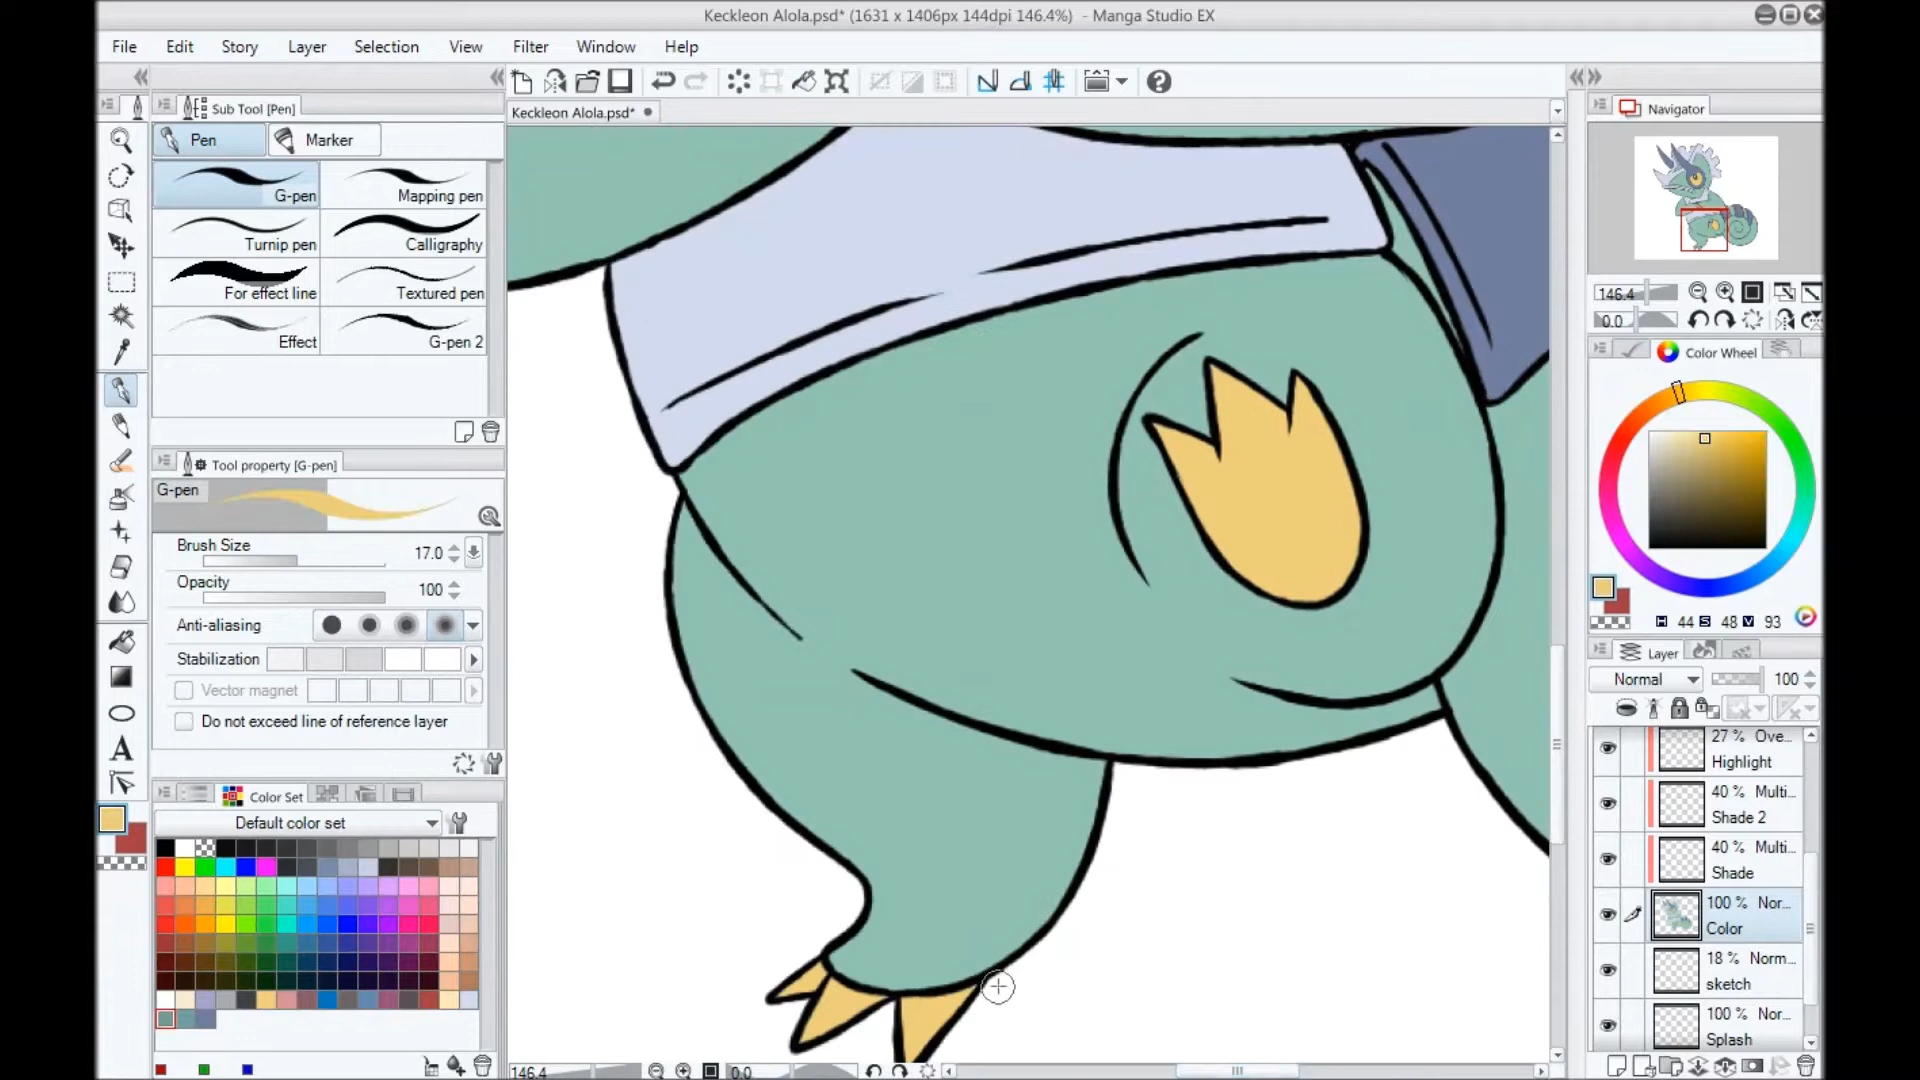 Keckleon Alola.psd* (1631 x 1406px 144dpi 146.4%)  - Manga Studio EX
File Edit Story Layer Selection View Filter Window Help
Sub Tool [Pen]
Keckleon Alola.psd*
Navigator
Pen Marker
G-pen Mapping pen
Turnip pen Calligraphy
For effect line Textured pen
Effect G-pen 2
146.4
0.0
Color Wheel
Tool property [G-pen]
G-pen
Brush Size 17.0
Opacity 100
Anti-aliasing
Stabilization
Vector magnet
Do not exceed line of reference layer
H 44 S 48 V 93
Layer
Normal 100
27 % Ove...
Highlight
40 % Multi...
Shade 2
40 % Multi...
Shade
100 % Nor...
Color
18 % Norm...
sketch
100 % Nor...
Splash
Color Set
Default color set
A
146.4 0.0